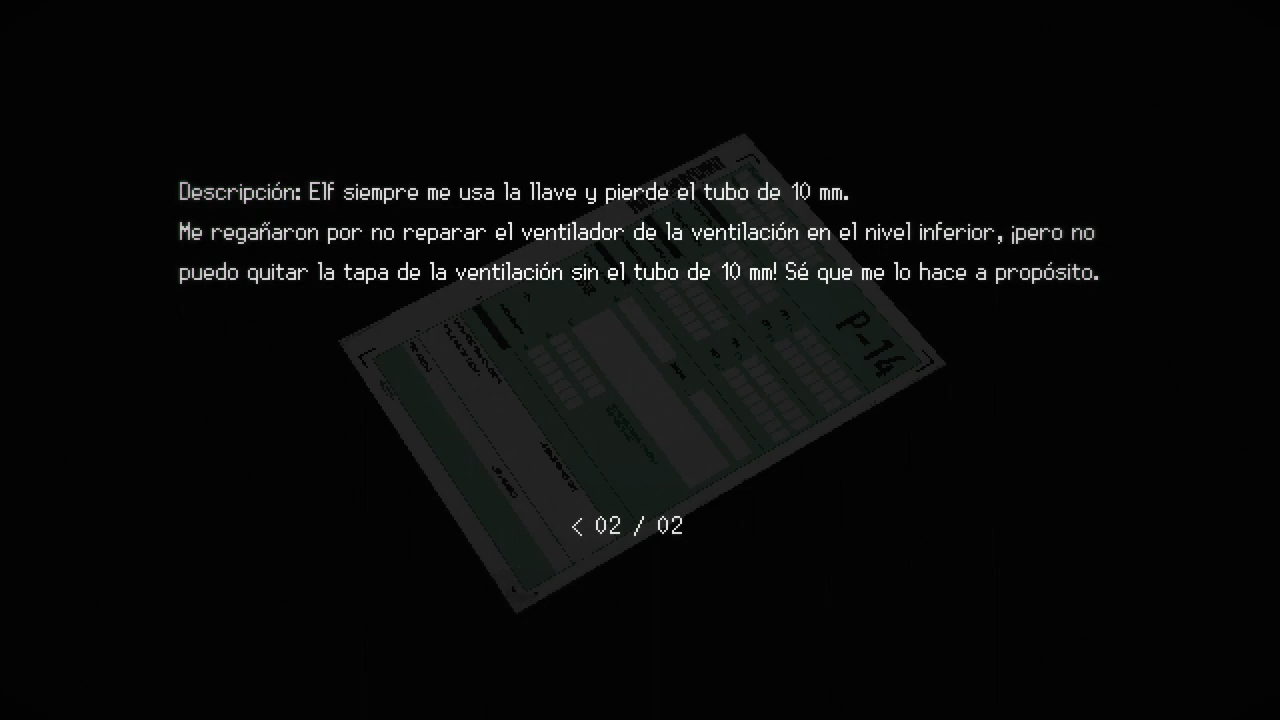 Descripción: Elf siempre me usa la llave y pierde el tubo de 10 mm.
Me regañaron por no reparar el ventilador de la ventilación en el nivel inferior, ¡pero no
puedo quitar la tapa de la ventilación sin el tubo de 10 mm! Sé que me lo hace a propósito.
P-14
< 02 / 02